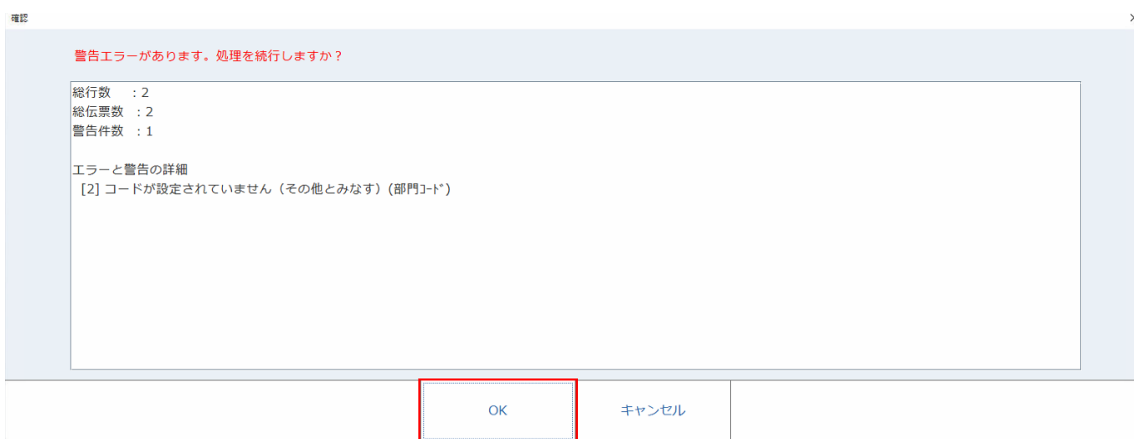 確認
警告エラーがあります。処理を続行しますか？
総行数　：2
総伝票数　：2
警告件数　：1
エラーと警告の詳細
[2] コードが設定されていません（その他とみなす）(部門ｺｰﾄﾞ)
OK
キャンセル